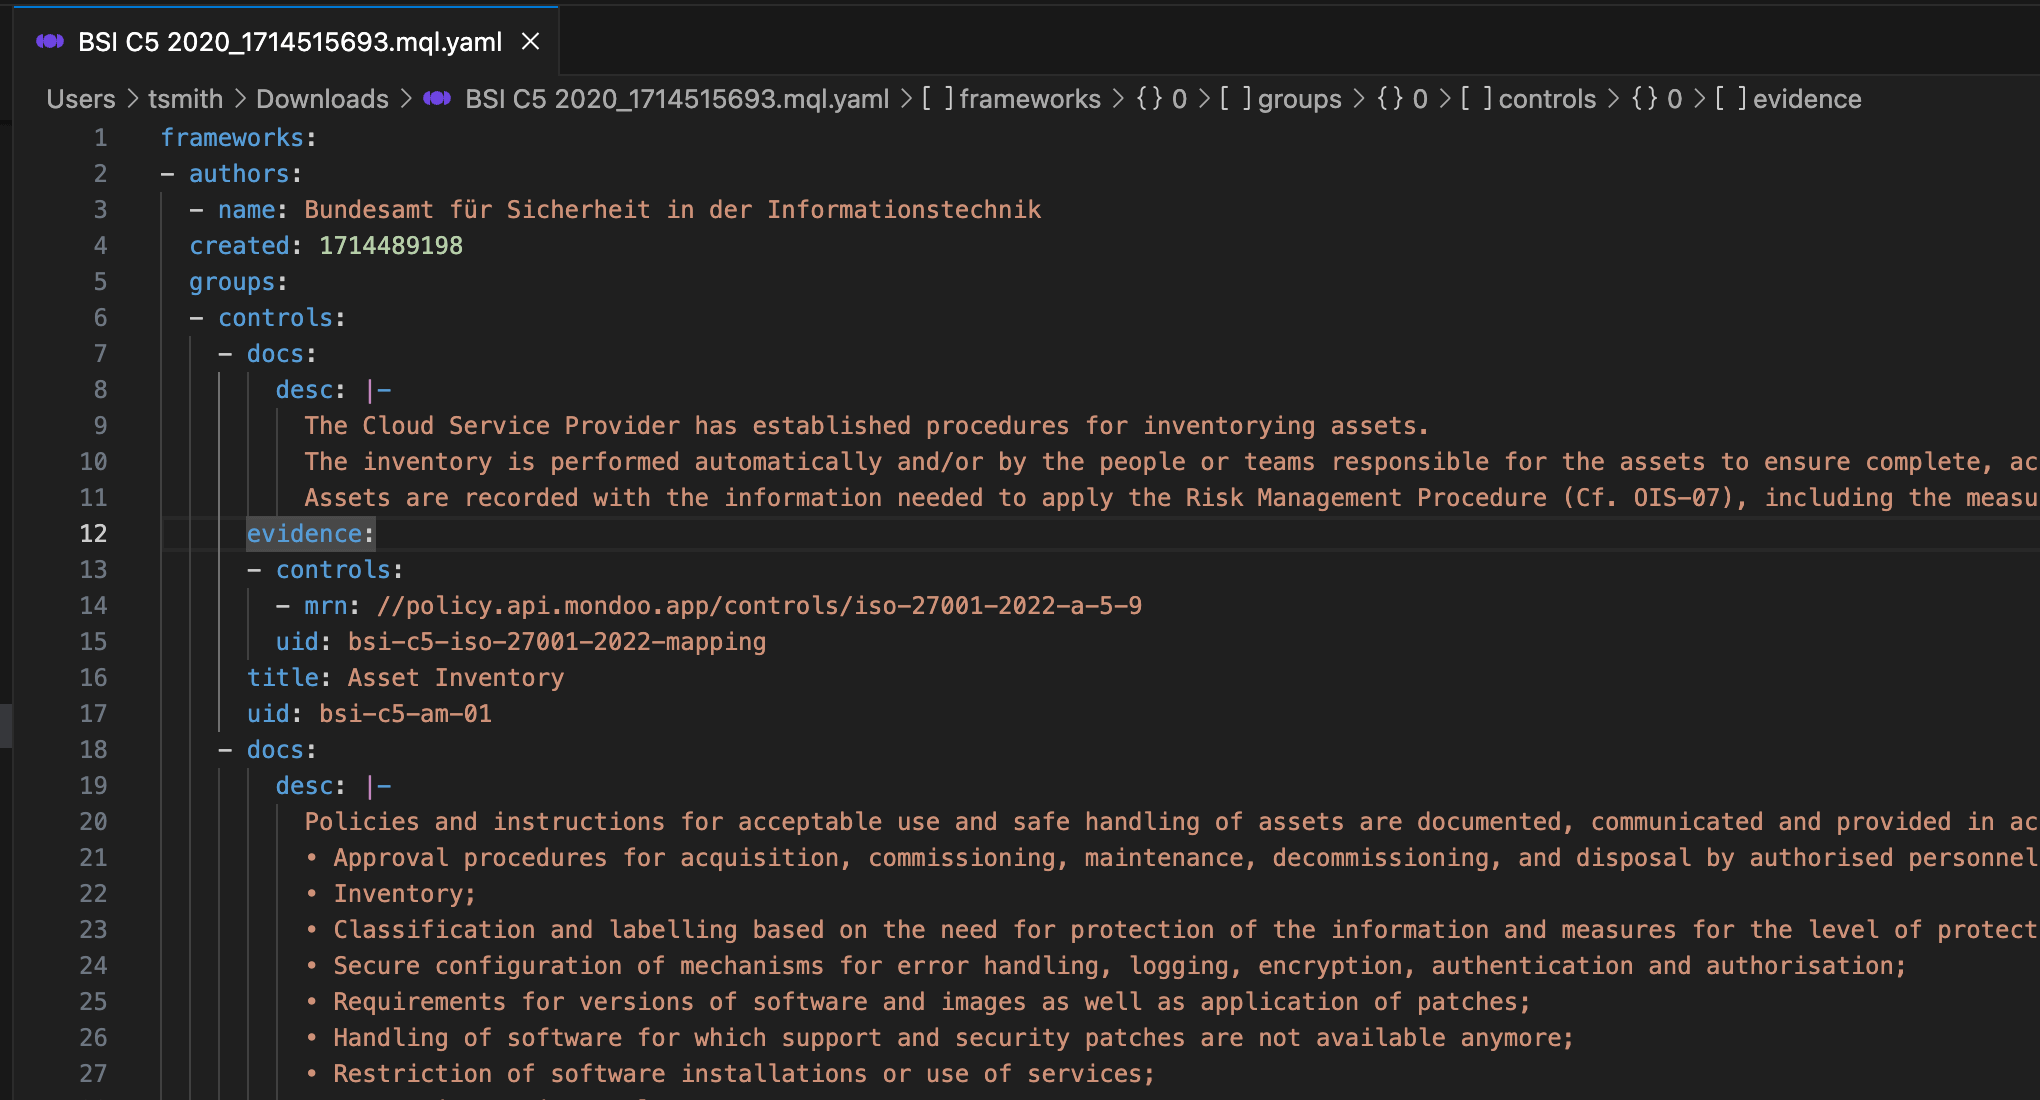 BSI C5 2020_1714515693.mql.yaml
Users > tsmith > Downloads > BSI C5 2020_1714515693.mql.yaml > [ ] frameworks > {} 0 > [ ] groups > {} 0 > [ ] controls > {} 0 > [ ] evidence
1 frameworks:
2 - authors:
3 - name: Bundesamt für Sicherheit in der Informationstechnik
4 created: 1714489198
5 groups:
6 - controls:
7 - docs:
8 desc: |-
9 The Cloud Service Provider has established procedures for inventorying assets.
10 The inventory is performed automatically and/or by the people or teams responsible for the assets to ensure complete, ac
11 Assets are recorded with the information needed to apply the Risk Management Procedure (Cf. OIS-07), including the measu
12 evidence:
13 - controls:
14 - mrn: //policy.api.mondoo.app/controls/iso-27001-2022-a-5-9
15 uid: bsi-c5-iso-27001-2022-mapping
16 title: Asset Inventory
17 uid: bsi-c5-am-01
18 - docs:
19 desc: |-
20 Policies and instructions for acceptable use and safe handling of assets are documented, communicated and provided in ac
21 • Approval procedures for acquisition, commissioning, maintenance, decommissioning, and disposal by authorised personnel
22 • Inventory;
23 • Classification and labelling based on the need for protection of the information and measures for the level of protect
24 • Secure configuration of mechanisms for error handling, logging, encryption, authentication and authorisation;
25 • Requirements for versions of software and images as well as application of patches;
26 • Handling of software for which support and security patches are not available anymore;
27 • Restriction of software installations or use of services;